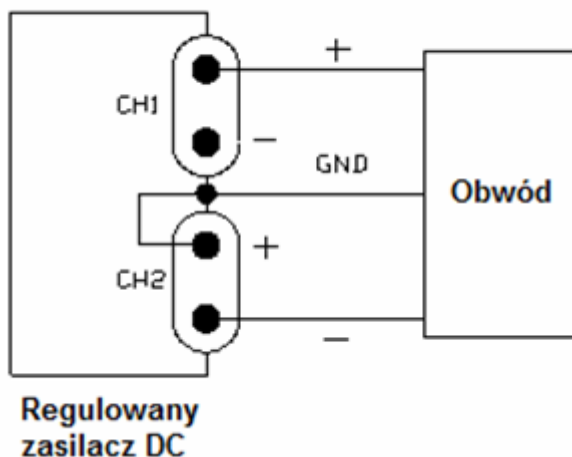 +
CH1
−
GND
Obwód
+
CH2
−
Regulowany
zasilacz DC